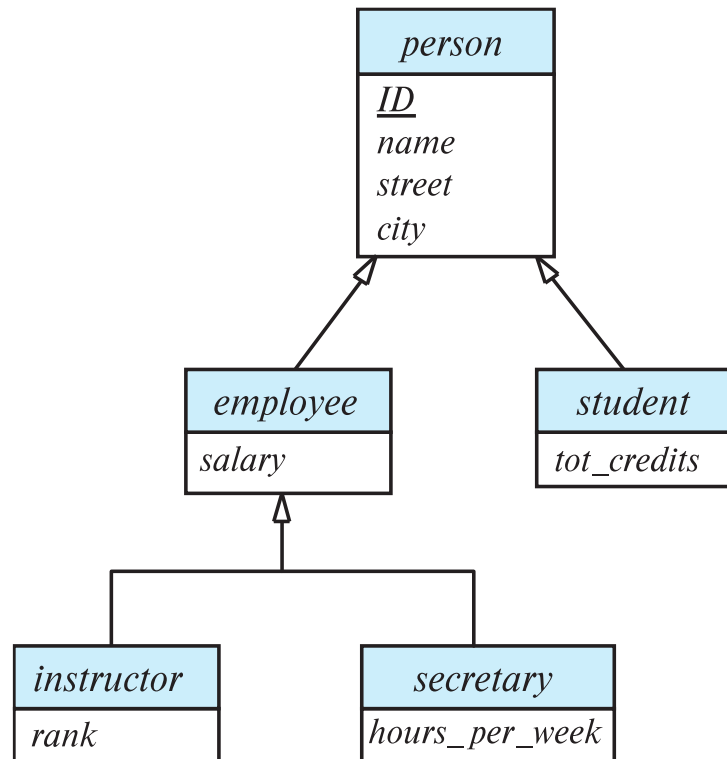 person
ID
name
street
city
employee
salary
student
tot_credits
instructor
rank
secretary
hours_per_week